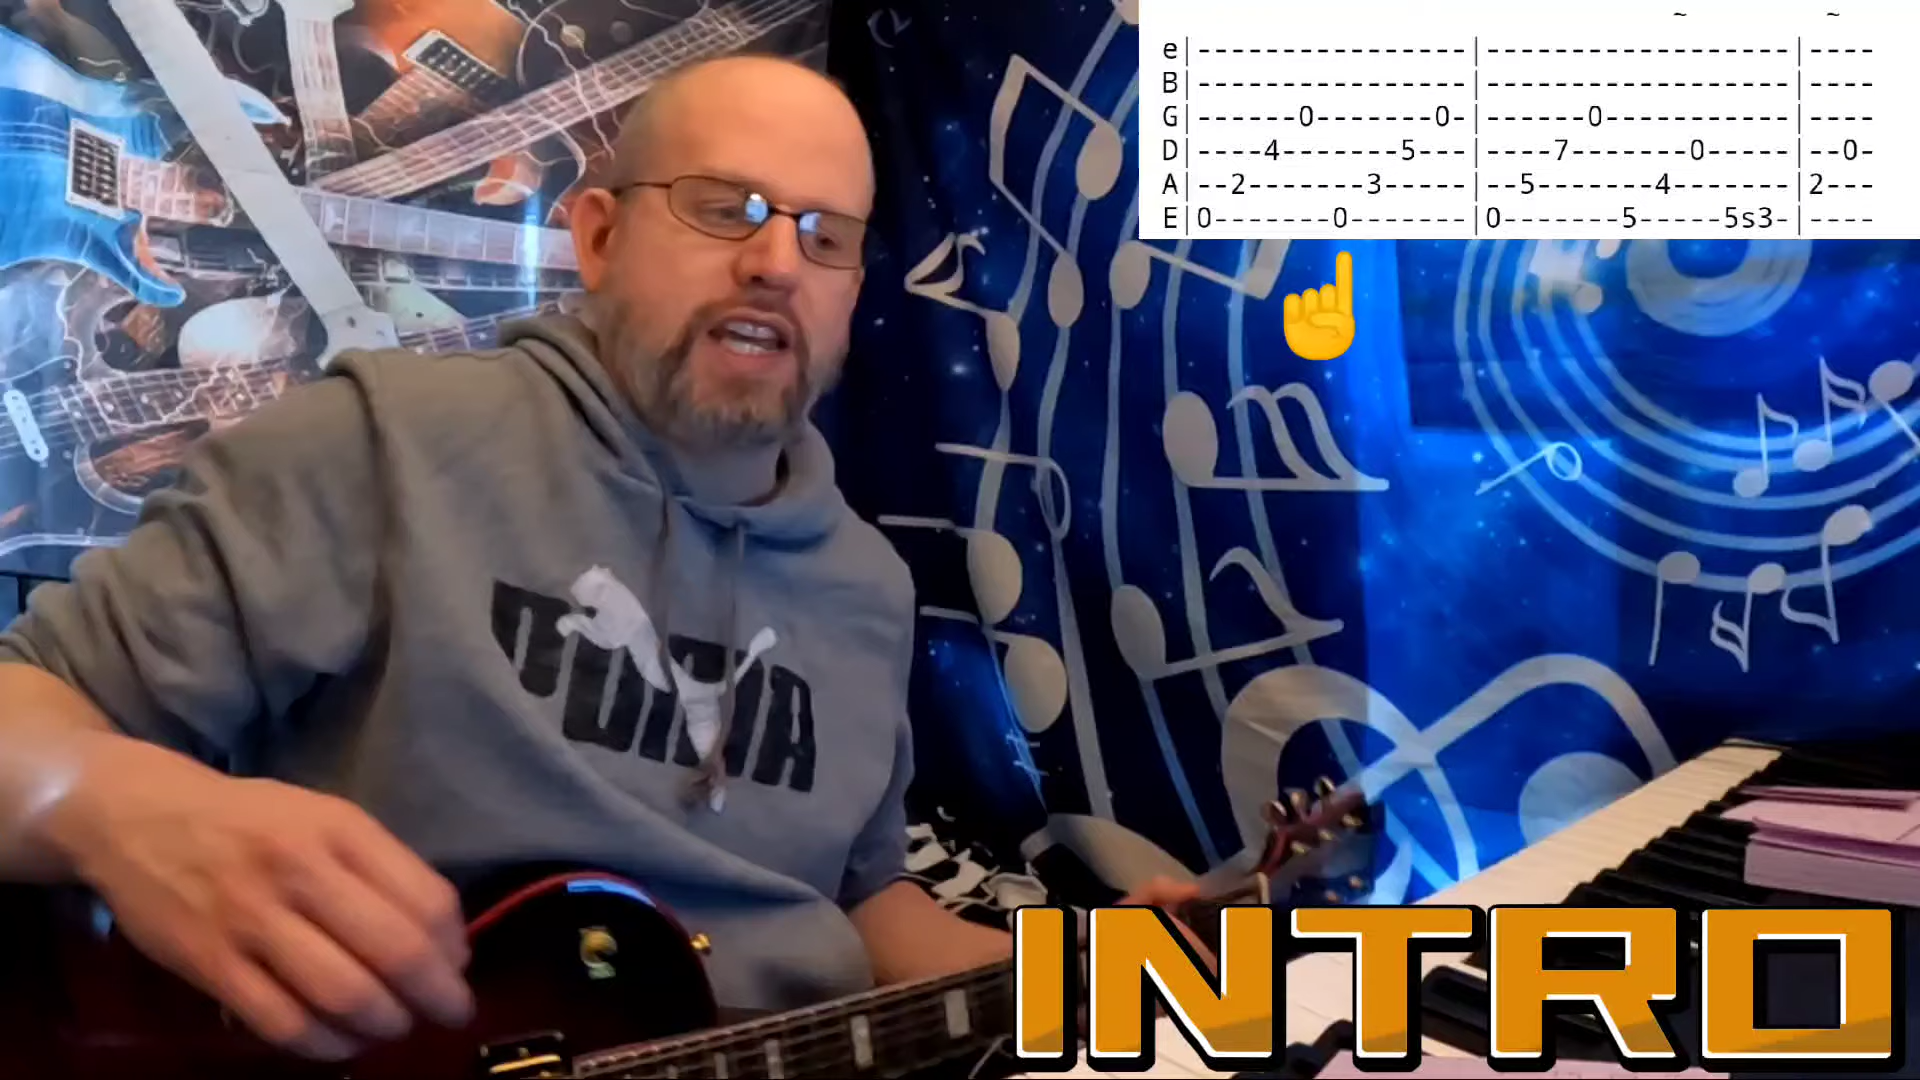 ~ ~
e|----------------|------------------|----
B|----------------|------------------|----
G|------0-------0-|------0-----------|----
D|----4-------5---|----7-------0-----|--0-
A|--2-------3-----|--5-------4-------|2---
E|0-------0-------|0-------5-----5s3-|----
PUMA
INTRO